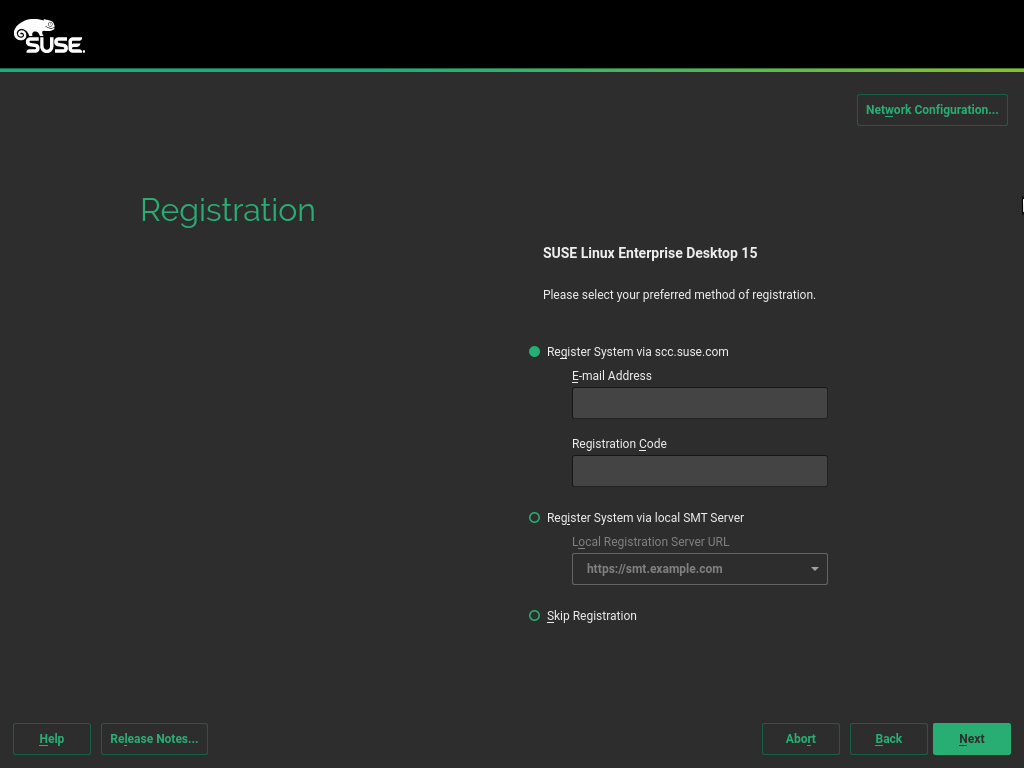 SUSE
Network Configuration...
Registration
SUSE Linux Enterprise Desktop 15
Please select your preferred method of registration.
Register System via scc.suse.com
E-mail Address
Registration Code
Register System via local SMT Server
Local Registration Server URL
https://smt.example.com
Skip Registration
Help
Release Notes...
Abort
Back
Next